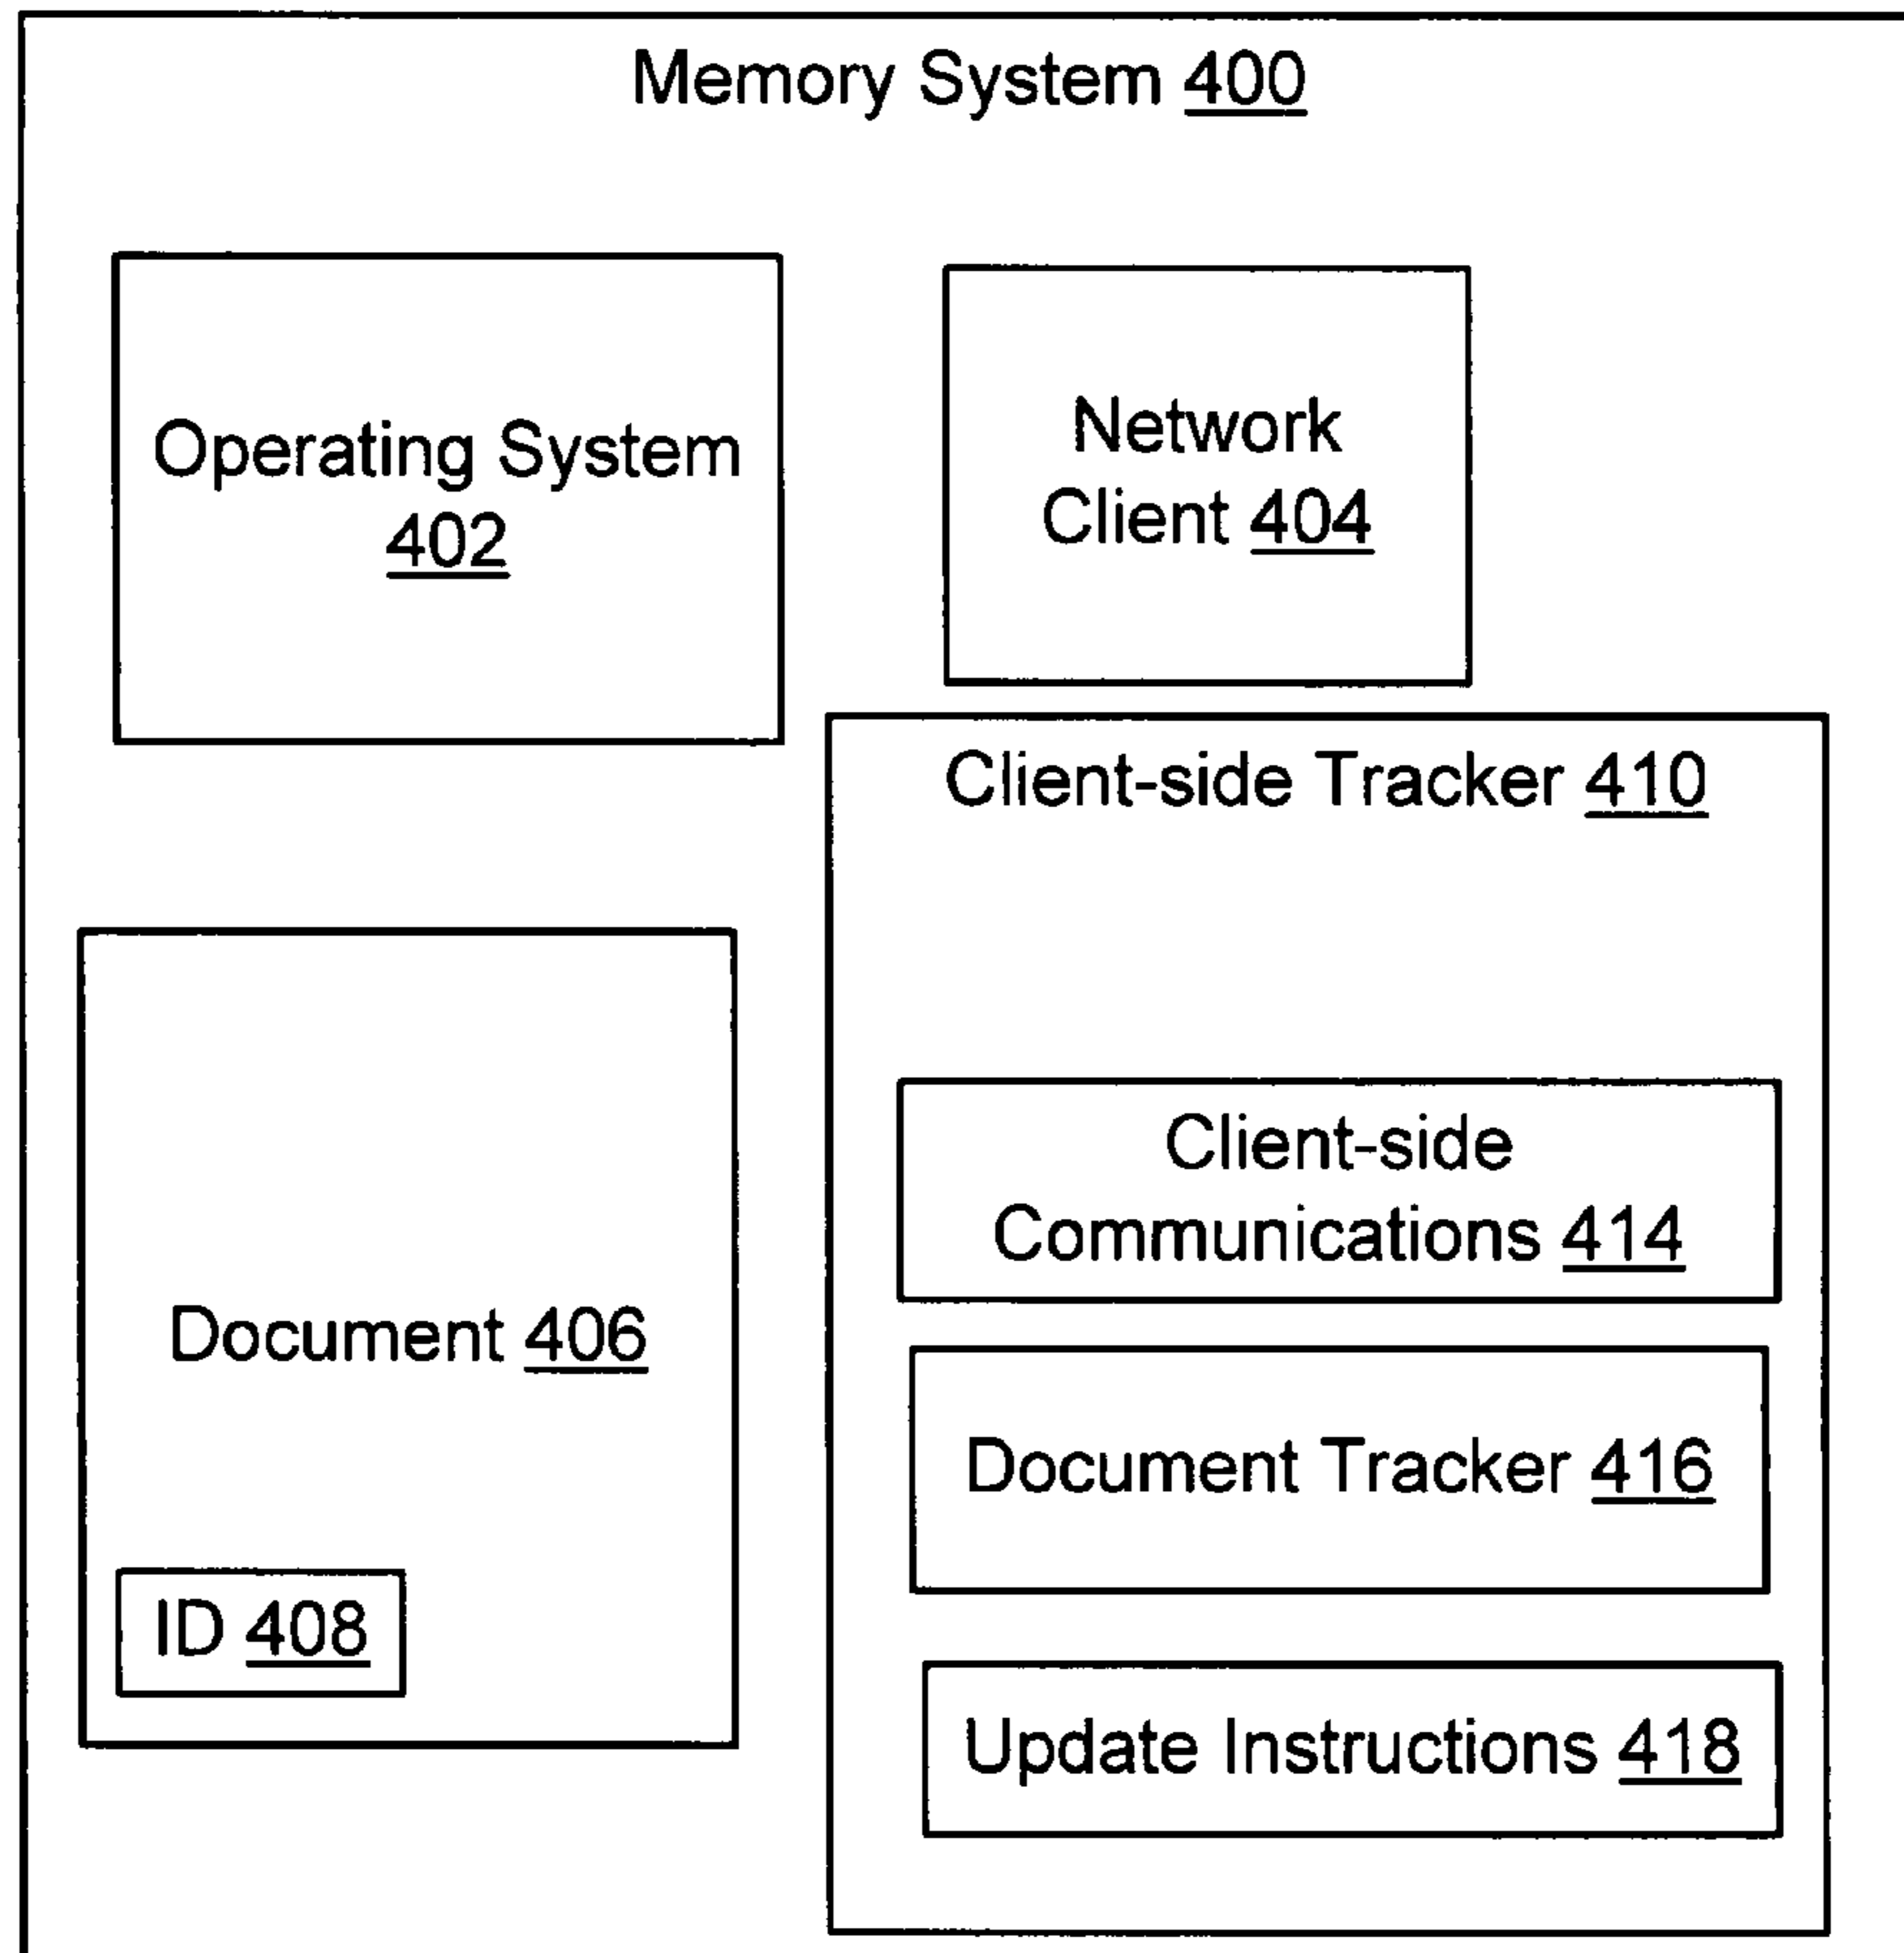 Memory System 400
Operating System
402
Network
Client 404
Client-side Tracker 410
Client-side
Communications 414
Document 406
Document Tracker 416
ID 408
Update Instructions 418